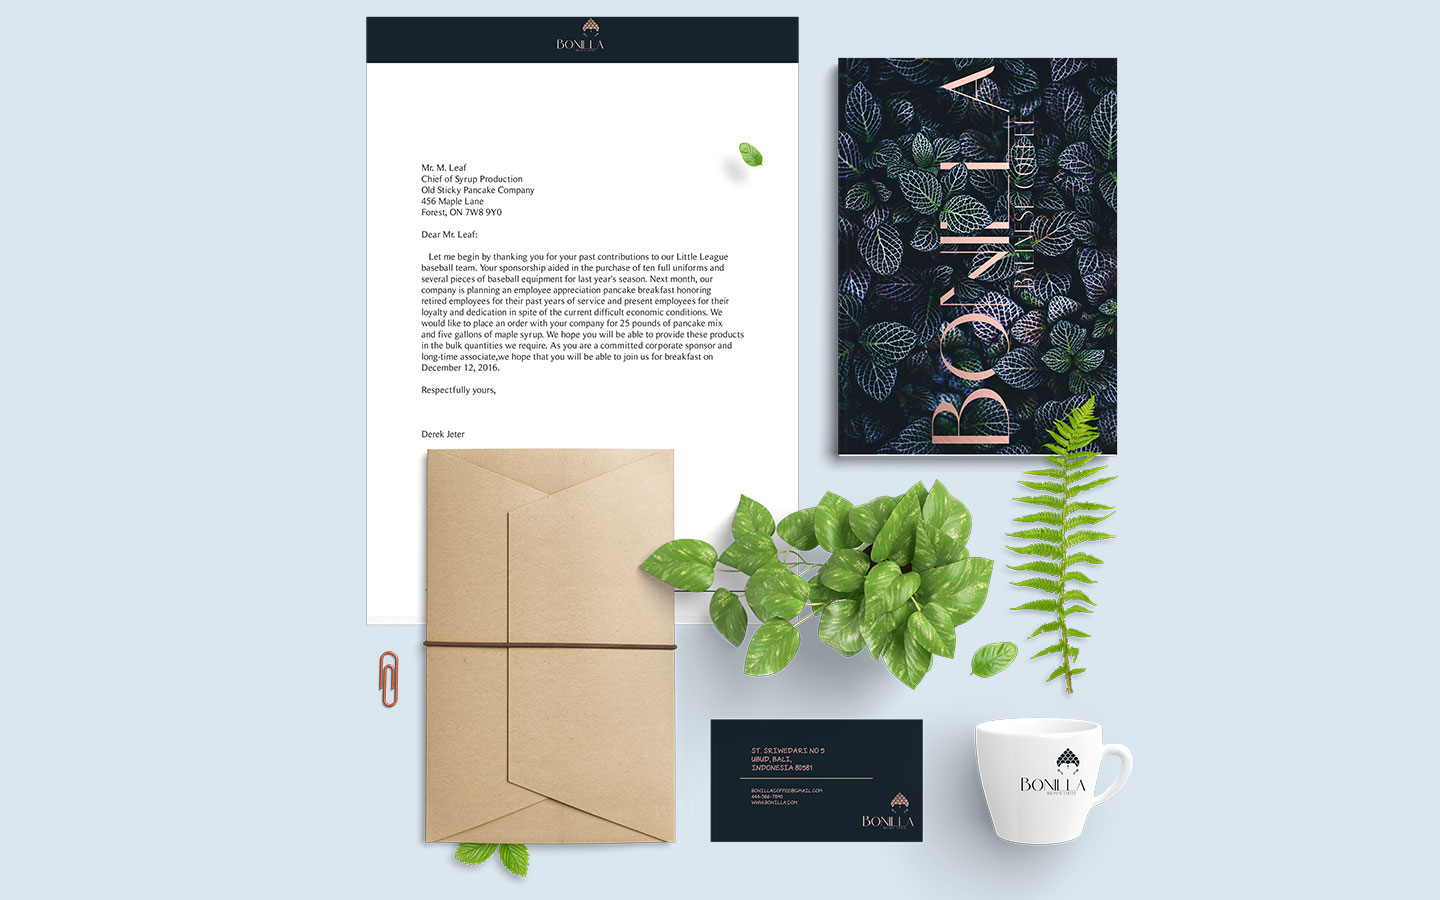 BONILLA
Mr. M. Leaf
Chief of Syrup Production
Old Sticky Pancake Company
456 Maple Lane
Forest, ON 7W8 9Y0
Dear Mr. Leaf:
Let me begin by thanking you for your past contributions to our Little League
baseball team. Your sponsorship aided in the purchase of ten full uniforms and
several pieces of baseball equipment for last year's season. Next month, our
company is planning an employee appreciation pancake breakfast honoring
retired employees for their past years of service and present employees for their
loyalty and dedication in spite of the current difficult economic conditions. We
would like to place an order with your company for 25 pounds of pancake mix
and five gallons of maple syrup. We hope you will be able to provide these products
in the bulk quantities we require. As you are a committed corporate sponsor and
long-time associate,we hope that you will be able to join us for breakfast on
December 12, 2016.
Respectfully yours,
Derek Jeter
BONILLA
BALINESE COFFEE
ST. SRIWEDARI NO 5
UBUD, BALI,
INDONESIA 80581
BONILLACOFFEE@GMAIL.COM
WWW.BONILLA.COM
BONILLA
BONILLA
BALINESE COFFEE